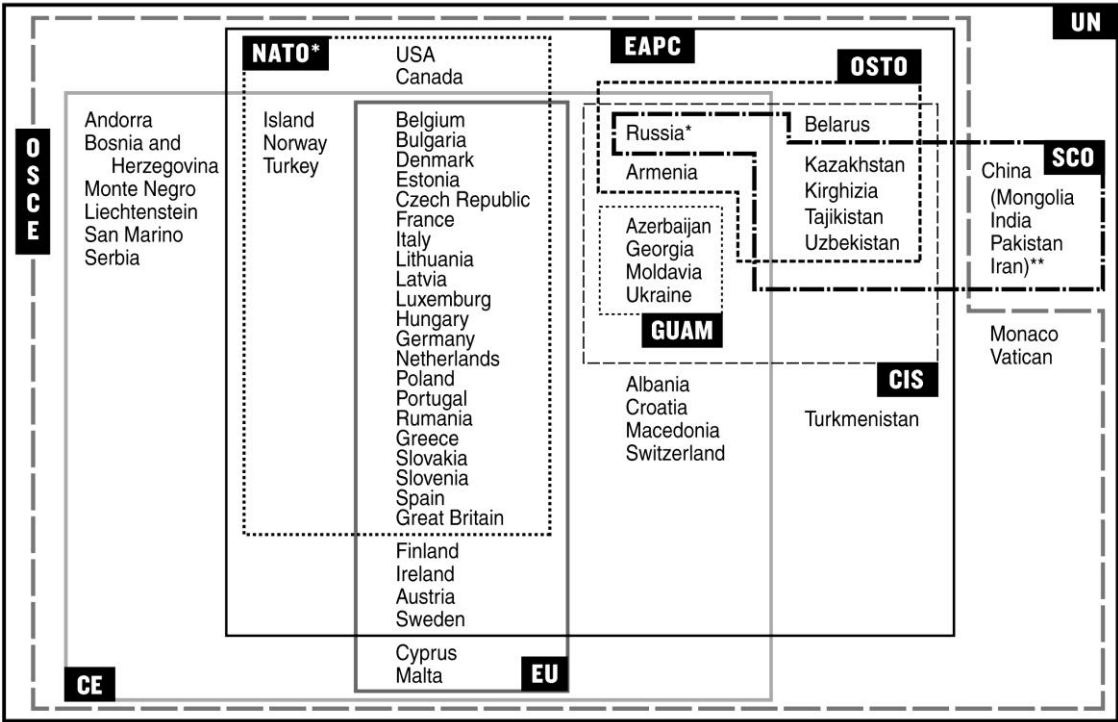 UN
NATO*
USA
Canada
EAPC
OSTO
OSCE
Andorra
Bosnia and
Herzegovina
Monte Negro
Liechtenstein
San Marino
Serbia
Island
Norway
Turkey
Belgium
Bulgaria
Denmark
Estonia
Czech Republic
France
Italy
Lithuania
Latvia
Luxemburg
Hungary
Germany
Netherlands
Poland
Portugal
Rumania
Greece
Slovakia
Slovenia
Spain
Great Britain
Finland
Ireland
Austria
Sweden
Cyprus
Malta
EU
CE
Russia*
Armenia
Azerbaijan
Georgia
Moldavia
Ukraine
GUAM
Belarus
Kazakhstan
Kirghizia
Tajikistan
Uzbekistan
SCO
China
(Mongolia
India
Pakistan
Iran)**
CIS
Albania
Croatia
Macedonia
Switzerland
Turkmenistan
Monaco
Vatican